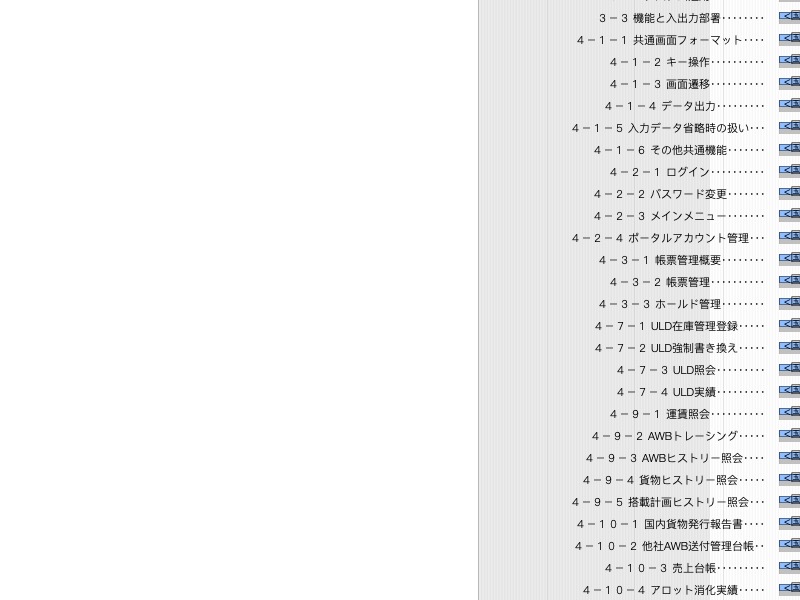 ３－３ 機能と入出力部署‥‥‥‥
４－１－１ 共通画面フォーマット‥‥
４－１－２ キー操作‥‥‥‥‥
４－１－３ 画面遷移‥‥‥‥‥
４－１－４ データ出力‥‥‥‥･
４－１－５ 入力データ省略時の扱い‥･
４－１－６ その他共通機能‥‥‥･
４－２－１ ログイン‥‥‥‥‥
４－２－２ パスワード変更‥‥‥･
４－２－３ メインメニュー‥‥‥･
４－２－４ ポータルアカウント管理‥･
４－３－１ 帳票管理概要‥‥‥‥
４－３－２ 帳票管理‥‥‥‥‥
４－３－３ ホールド管理‥‥‥‥
４－７－１ ULD在庫管理登録‥‥･
４－７－２ ULD強制書き換え‥‥･
４－７－３ ULD照会‥‥‥‥･
４－７－４ ULD実績‥‥‥‥･
４－９－１ 運賃照会‥‥‥‥‥
４－９－２ AWBトレーシング‥‥･
４－９－３ AWBヒストリー照会‥‥
４－９－４ 貨物ヒストリー照会‥‥･
４－９－５ 搭載計画ヒストリー照会‥･
４－１０－１ 国内貨物発行報告書‥‥
４－１０－２ 他社AWB送付管理台帳‥
４－１０－３ 売上台帳‥‥‥‥･
４－１０－４ アロット消化実績‥‥･